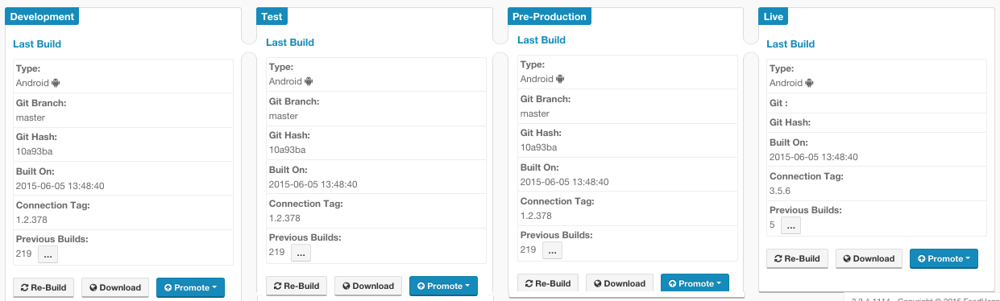 Development
Last Build
Type:
Android
Git Branch:
master
Git Hash:
10a93ba
Built On:
2015-06-05 13:48:40
Connection Tag:
1.2.378
Previous Builds:
219 ...
Re-Build Download Promote
Test
Last Build
Type:
Android
Git Branch:
master
Git Hash:
10a93ba
Built On:
2015-06-05 13:48:40
Connection Tag:
1.2.378
Previous Builds:
219 ...
Re-Build Download Promote
Pre-Production
Last Build
Type:
Android
Git Branch:
master
Git Hash:
10a93ba
Built On:
2015-06-05 13:48:40
Connection Tag:
1.2.378
Previous Builds:
219 ...
Re-Build Download Promote
Live
Last Build
Type:
Android
Git :
Git Hash:
Built On:
2015-06-05 13:48:40
Connection Tag:
3.5.6
Previous Builds:
5 ...
Re-Build Download Promote
Copyright © 2015